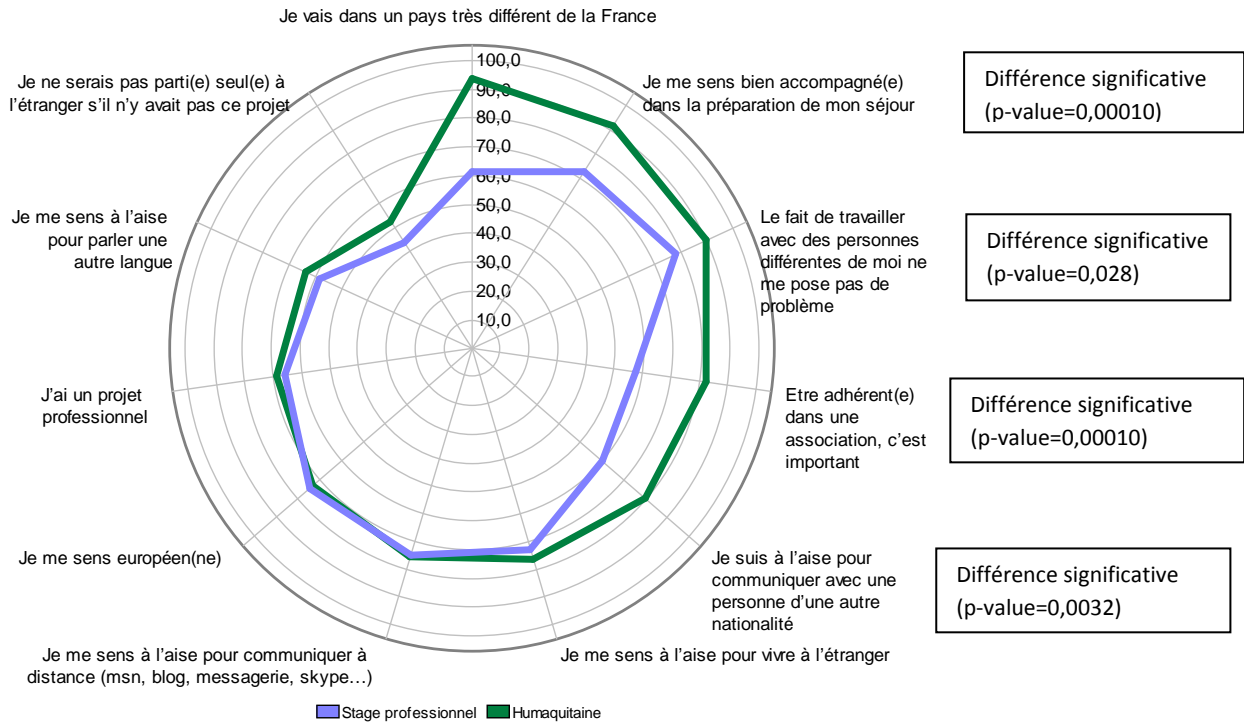 Je vais dans un pays très différent de la France
Je ne serais pas parti(e) seul(e) à
l’étranger s’il n’y avait pas ce projet
Je me sens bien accompagné(e)
dans la préparation de mon séjour
Différence significative
(p-value=0,00010)
100,0
90,0
80,0
70,0
60,0
50,0
40,0
30,0
20,0
10,0
Je me sens à l’aise
pour parler une
autre langue
Le fait de travailler
avec des personnes
différentes de moi ne
me pose pas de
problème
Différence significative
(p-value=0,028)
J’ai un projet
professionnel
Etre adhérent(e)
dans une
association, c’est
important
Différence significative
(p-value=0,00010)
Je me sens européen(ne)
Je suis à l’aise pour
communiquer avec une
personne d’une autre
nationalité
Différence significative
(p-value=0,0032)
Je me sens à l’aise pour communiquer à
distance (msn, blog, messagerie, skype…)
Je me sens à l’aise pour vivre à l’étranger
Stage professionnel
Humaquitaine